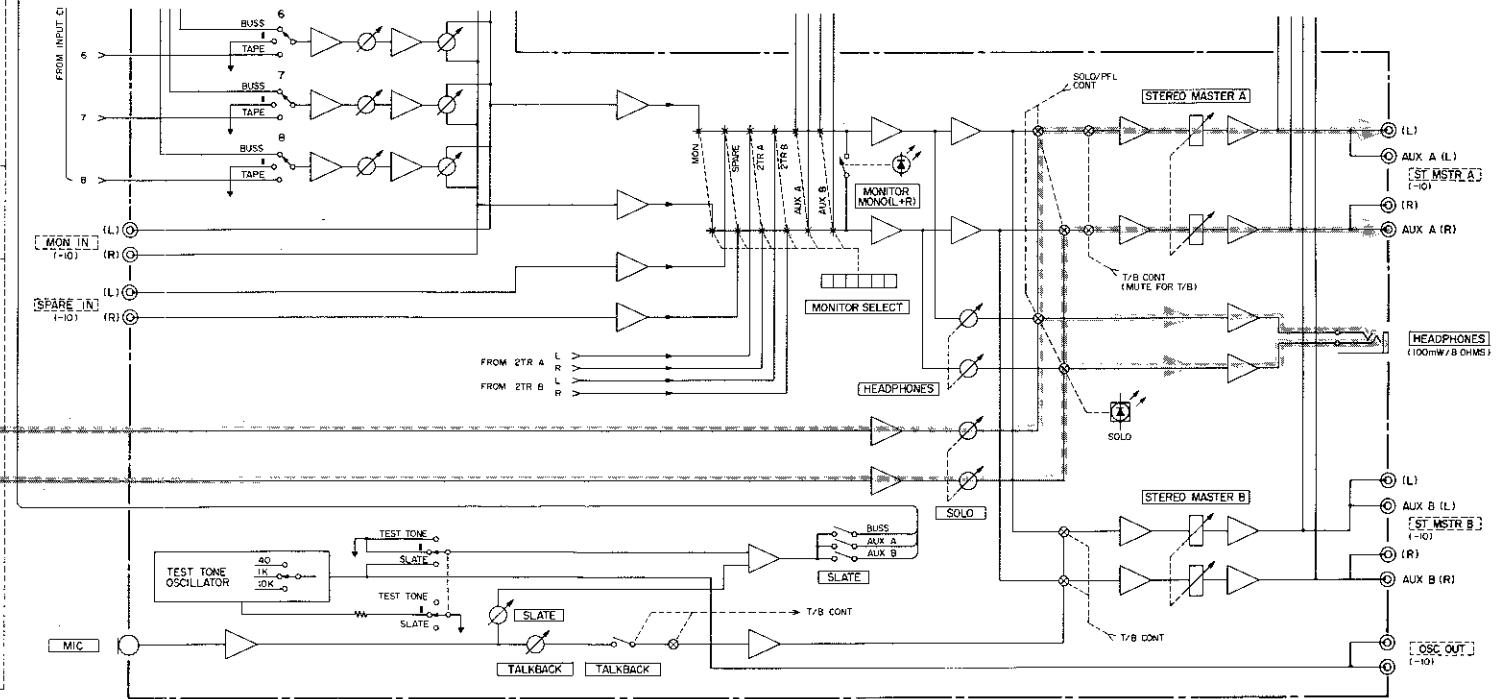 FROM INPUT
6
BUSS
6
TAPE
7
BUSS
7
TAPE
8
BUSS
8
TAPE
(L)
MON IN
(-10)
(R)
(L)
SPARE IN
(-10)
(R)
MON
SPARE
2TR A
2TR B
AUX A
AUX B
MONITOR
MONO(L+R)
MONITOR SELECT
FROM 2TR A
L
R
FROM 2TR B
L
R
SOLO/PFL
CONT
STEREO MASTER A
(L)
AUX A (L)
ST MSTR A
(-10)
(R)
AUX A (R)
T/B CONT
(MUTE FOR T/B)
HEADPHONES
(100mW/8 OHMS)
HEADPHONES
SOLO
SOLO
STEREO MASTER B
(L)
AUX B (L)
ST MSTR B
(-10)
(R)
AUX B (R)
TEST TONE
SLATE
BUSS
AUX A
AUX B
SLATE
TEST TONE
OSCILLATOR
40
1K
10K
TEST TONE
SLATE
SLATE
T/B CONT
T/B CONT
MIC
TALKBACK
TALKBACK
OSC OUT
(-10)